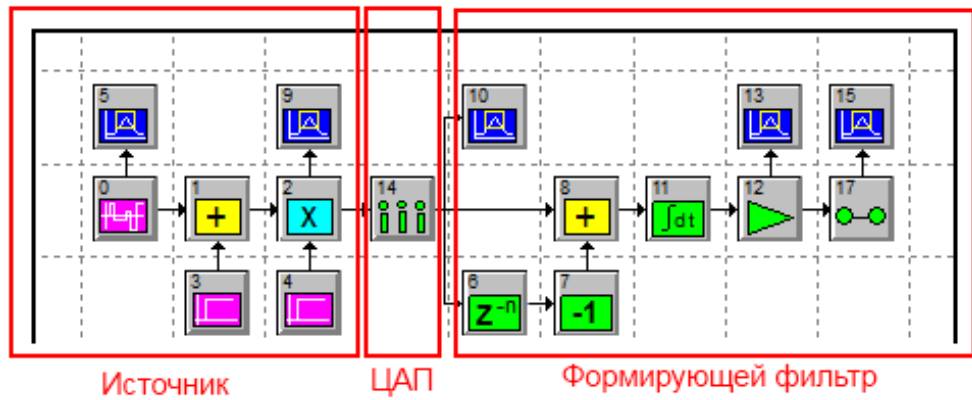 5 9 10 13 15
0 1 2 14 8 11 12 17
+ X + ∫dt
3 4 6 7
z⁻ⁿ -1
Источник ЦАП Формирующей фильтр